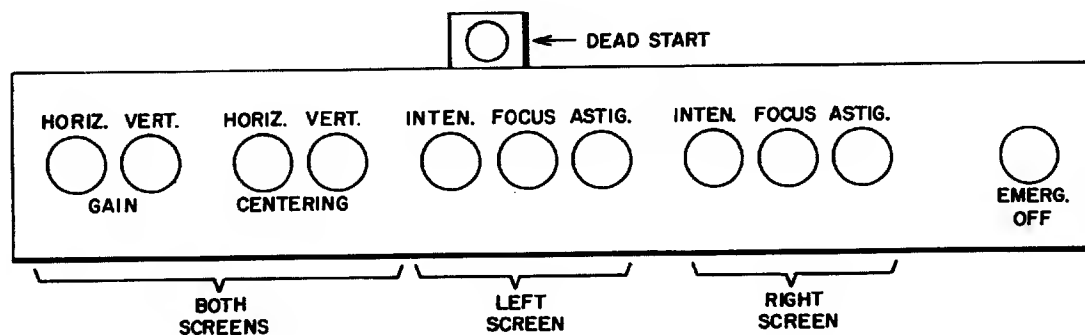 DEAD START
HORIZ. VERT. HORIZ. VERT. INTEN. FOCUS ASTIG. INTEN. FOCUS ASTIG.
GAIN CENTERING EMERG.
OFF
BOTH
SCREENS
LEFT
SCREEN
RIGHT
SCREEN